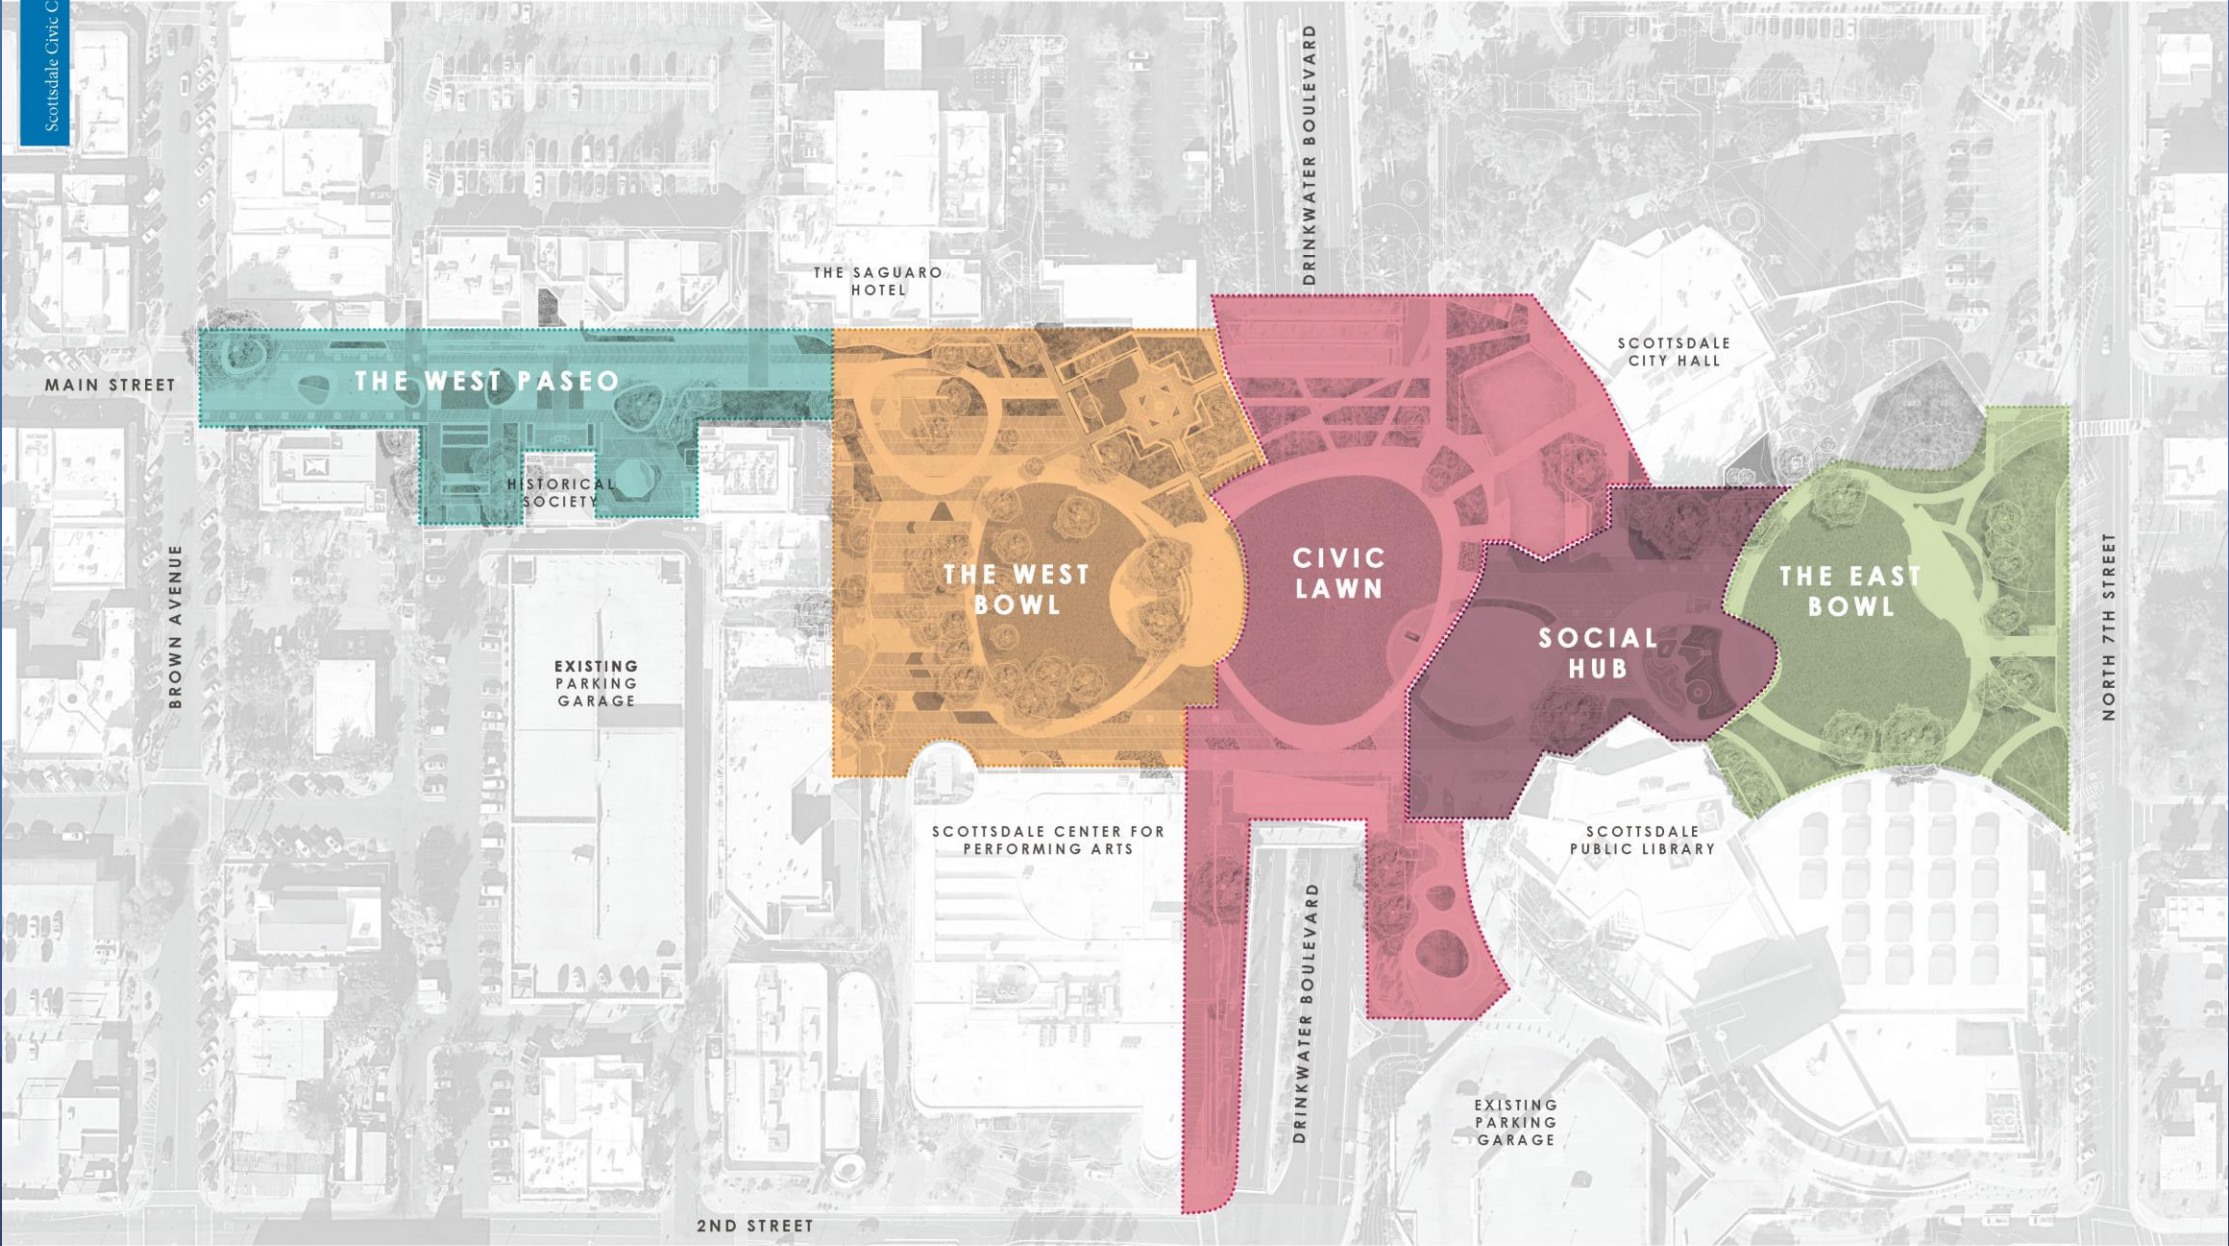 Scottsdale Civic C
DRINKWATER BOULEVARD
THE SAGUARO
HOTEL
SCOTTSDALE
CITY HALL
MAIN STREET
THE WEST PASEO
HISTORICAL
SOCIETY
BROWN AVENUE
EXISTING
PARKING
GARAGE
THE WEST
BOWL
CIVIC
LAWN
SOCIAL
HUB
THE EAST
BOWL
NORTH 7TH STREET
SCOTTSDALE CENTER FOR
PERFORMING ARTS
SCOTTSDALE
PUBLIC LIBRARY
DRINKWATER BOULEVARD
EXISTING
PARKING
GARAGE
2ND STREET